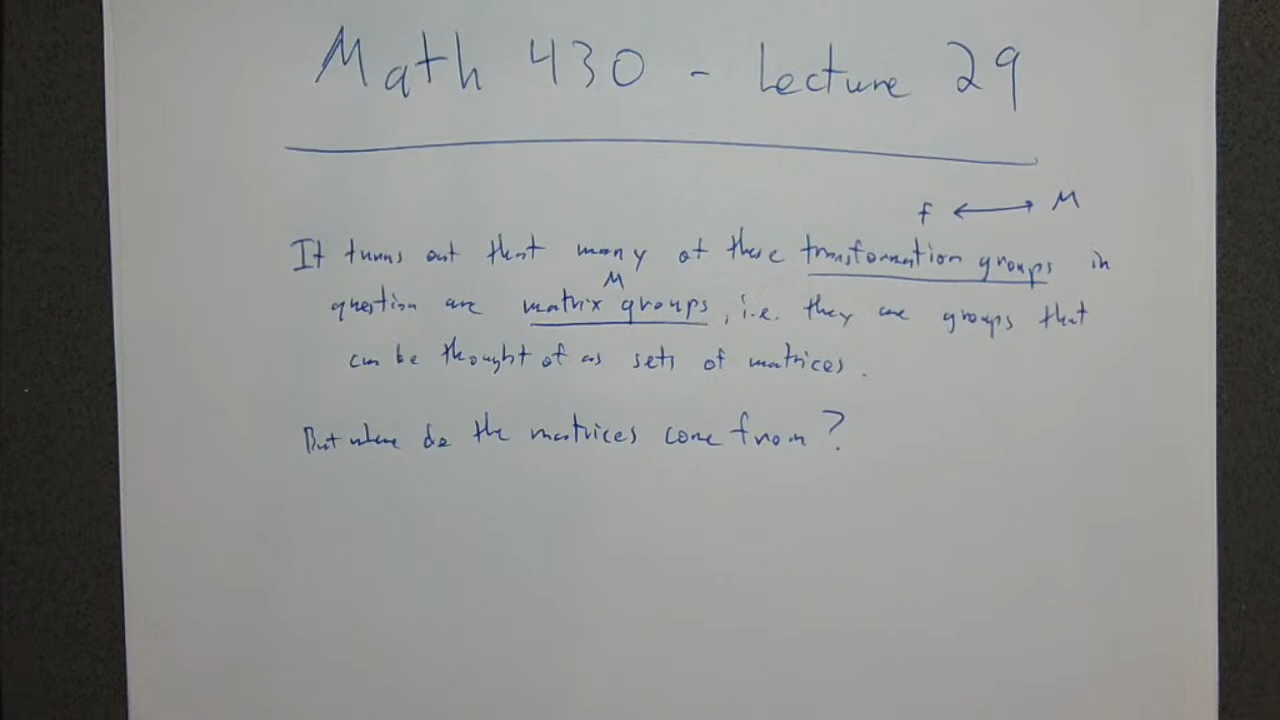 Math 430 - Lecture 29
f ⟷ M
It turns out that many of these transformation groups in
M
question are matrix groups, i.e. they are groups that
can be thought of as sets of matrices.
But where do the matrices come from?